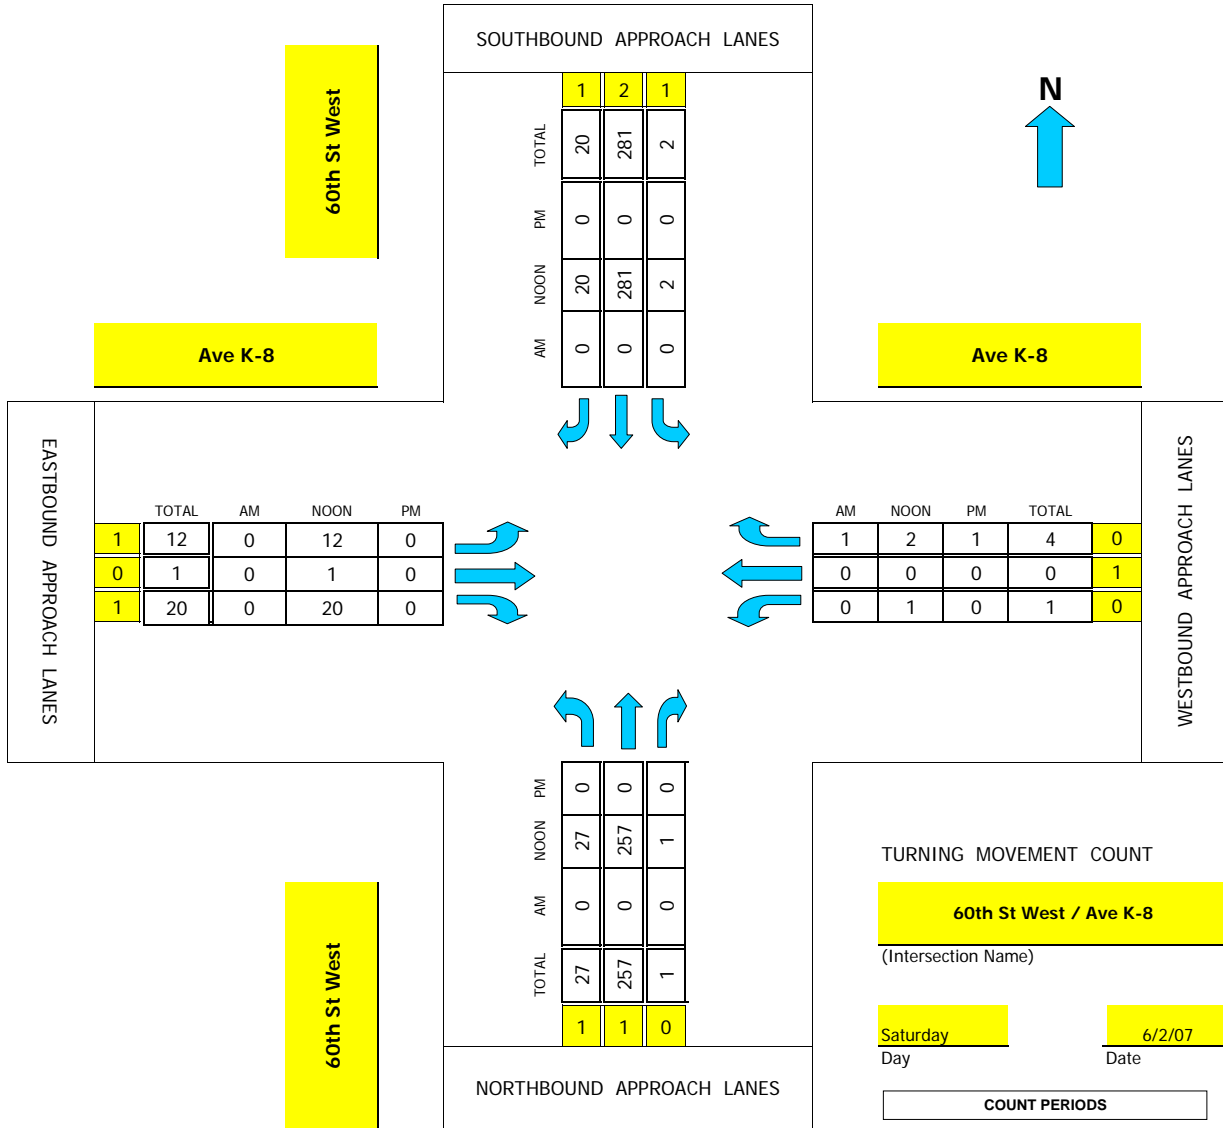 SOUTHBOUND APPROACH LANES
1 2 1
TOTAL 20 281 2
PM 0 0 0
NOON 20 281 2
AM 0 0 0
60th St West
N
Ave K-8
Ave K-8
EASTBOUND APPROACH LANES
TOTAL AM NOON PM
1 12 0 12 0
0 1 0 1 0
1 20 0 20 0
AM NOON PM TOTAL
1 2 1 4 0
0 0 0 0 1
0 1 0 1 0
WESTBOUND APPROACH LANES
PM 0 0 0
NOON 27 257 1
AM 0 0 0
TOTAL 27 257 1
1 1 0
NORTHBOUND APPROACH LANES
60th St West
TURNING MOVEMENT COUNT
60th St West / Ave K-8
(Intersection Name)
Saturday 6/2/07
Day Date
COUNT PERIODS